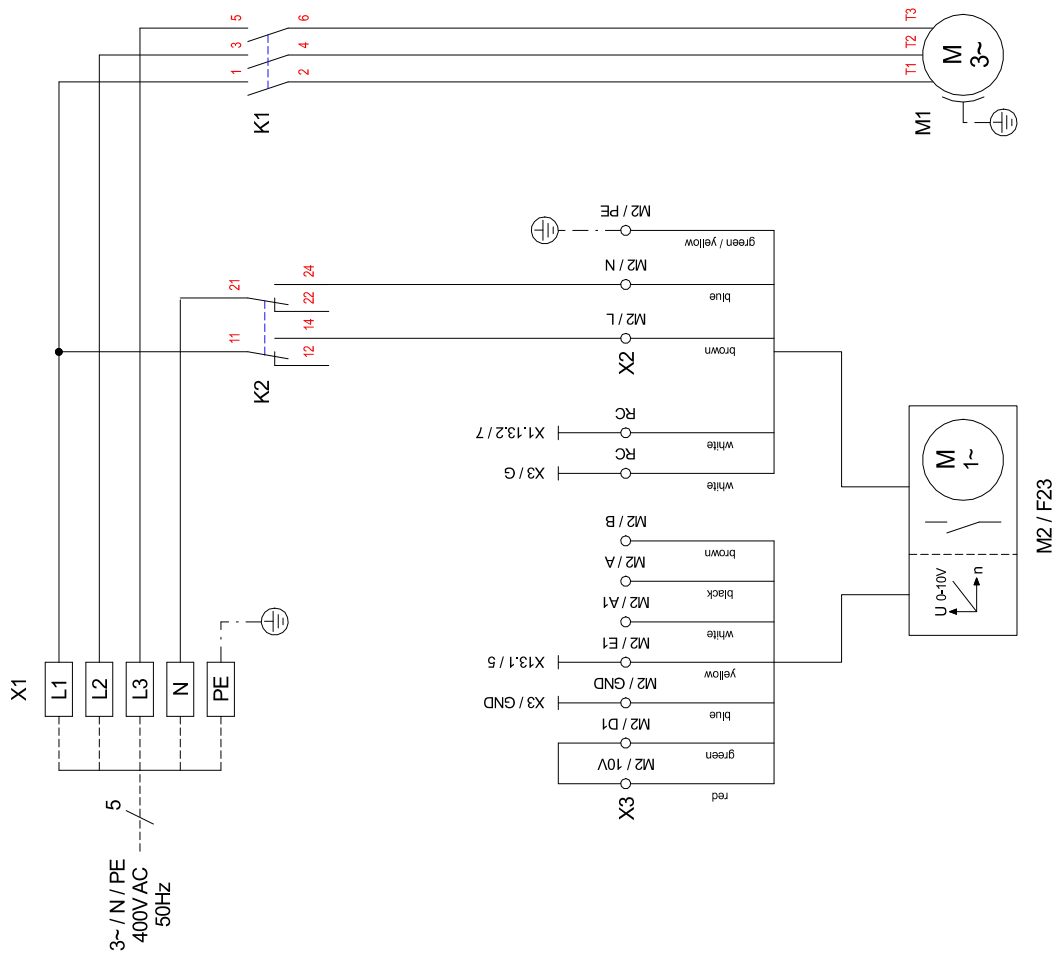 X1
L1
L2
L3
N
PE
5
3~ / N / PE
400V AC
50Hz
K1
1
3
5
2
4
6
M1
T1
T2
T3
M
3~
K2
11
21
12
14
22
24
X2
M2 / PE
green / yellow
M2 / N
blue
M2 / L
brown
X1.13.2 / 7
RC
white
X3 / G
RC
white
X3
M2 / B
brown
M2 / A
black
M2 / A1
white
X13.1 / 5
M2 / E1
yellow
X3 / GND
M2 / GND
blue
M2 / D1
green
M2 / 10V
red
M
1~
U 0-10V
n
M2 / F23